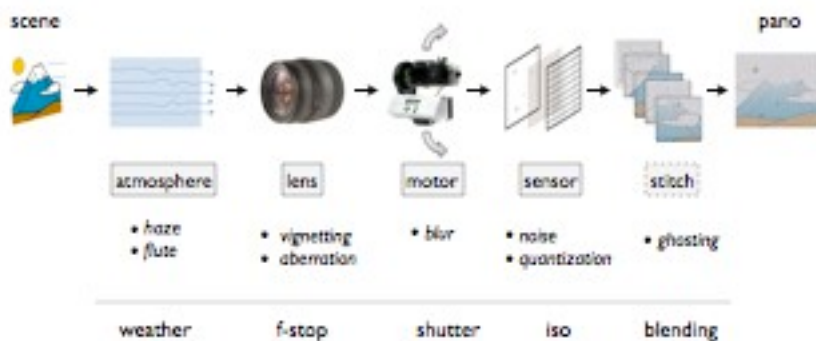 scene
pano
atmosphere
lens
motor
sensor
stitch
• haze
• flute
• vignetting
• aberration
• blur
• noise
• quantization
• ghosting
weather
f-stop
shutter
iso
blending